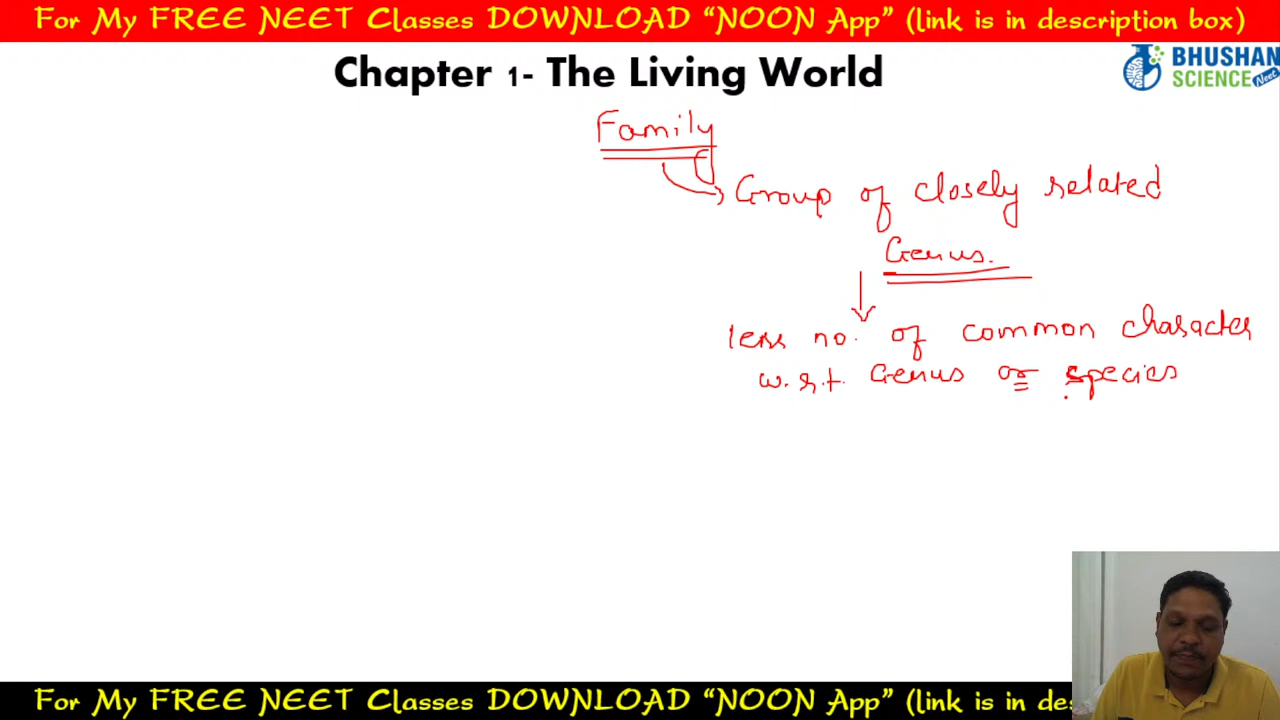 For My FREE NEET Classes DOWNLOAD “NOON App” (link is in description box)
Chapter 1- The Living World
BHUSHAN
SCIENCE Neet
Family
Group of closely related
Genus.
less no. of common character
w.r.t. Genus or species
For My FREE NEET Classes DOWNLOAD “NOON App” (link is in des